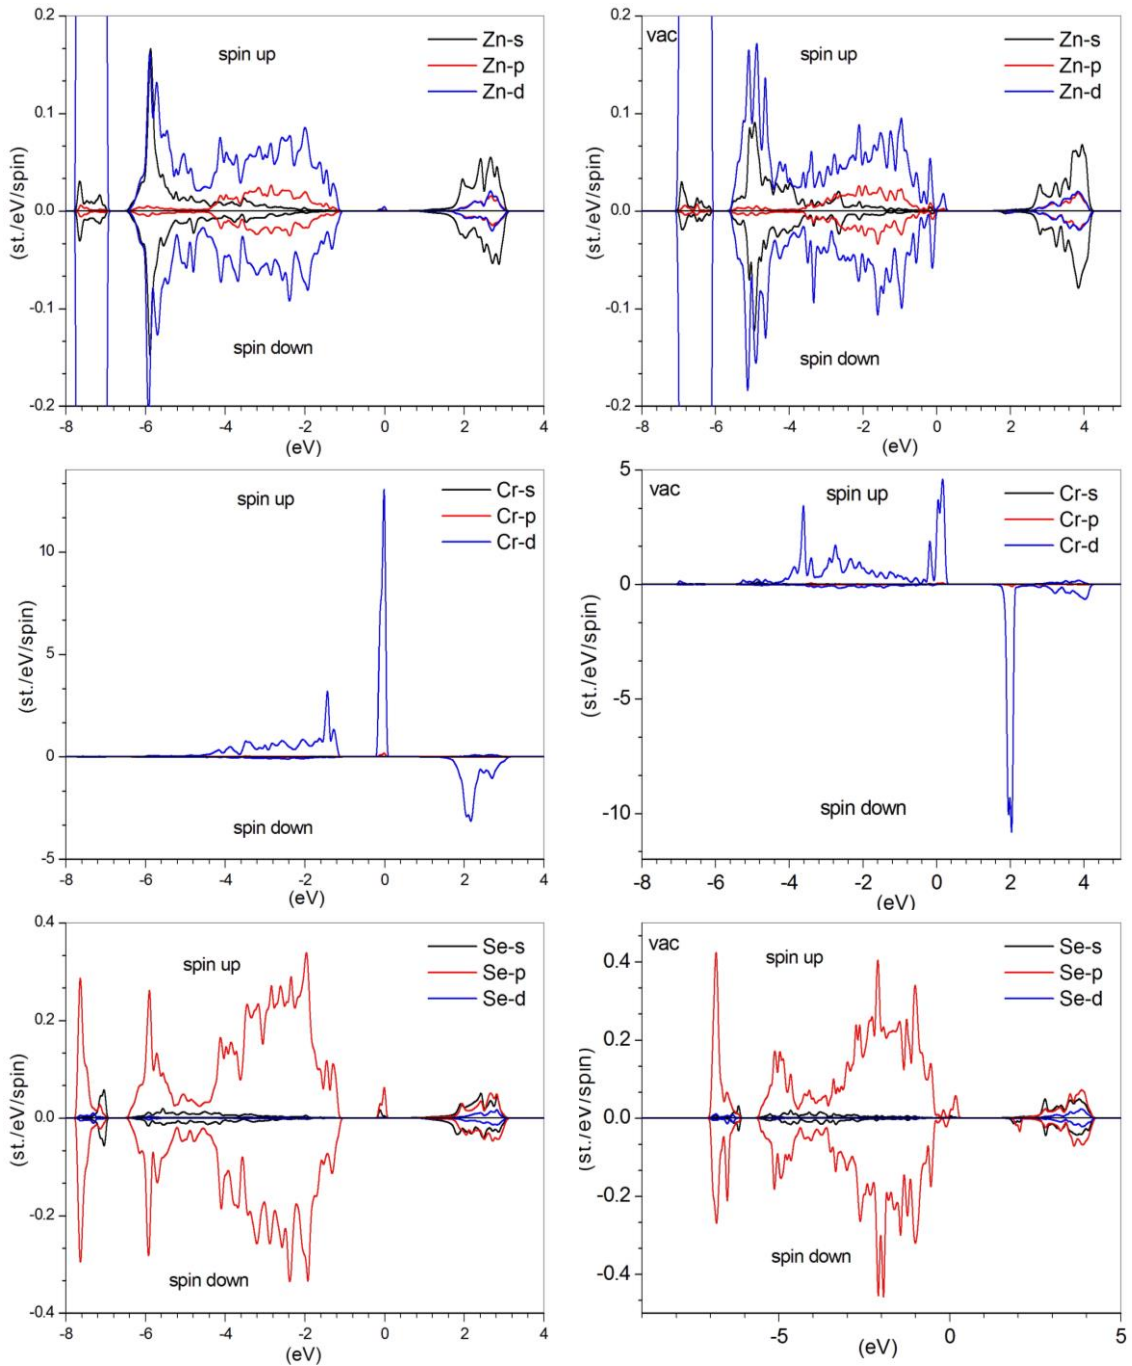 spin up
Zn-s
Zn-p
Zn-d
0.2
0.1
0.0
-0.1
-0.2
(st./eV/spin)
spin down
-8 -6 -4 -2 0 2 4
(eV)
vac
spin up
Zn-s
Zn-p
Zn-d
0.2
0.1
0.0
-0.1
-0.2
(st./eV/spin)
spin down
-8 -6 -4 -2 0 2 4
(eV)
spin up
Cr-s
Cr-p
Cr-d
10
5
0
-5
(st./eV/spin)
spin down
-8 -6 -4 -2 0 2 4
(eV)
vac
spin up
Cr-s
Cr-p
Cr-d
5
0
-5
-10
(st./eV/spin)
spin down
-8 -6 -4 -2 0 2 4
(eV)
spin up
Se-s
Se-p
Se-d
0.4
0.2
0.0
-0.2
-0.4
(st./eV/spin)
spin down
-8 -6 -4 -2 0 2 4
(eV)
vac
spin up
Se-s
Se-p
Se-d
0.4
0.2
0.0
-0.2
-0.4
(st./eV/spin)
spin down
-5 0 5
(eV)